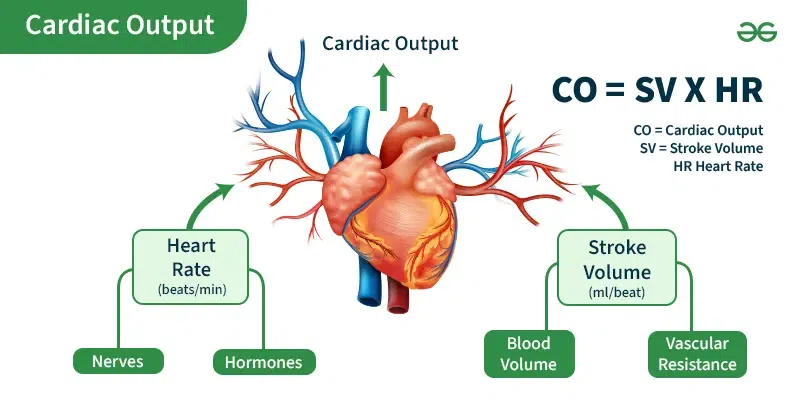 Cardiac Output
Cardiac Output
CO = SV X HR
CO = Cardiac Output
SV = Stroke Volume
HR Heart Rate
Heart
Rate
(beats/min)
Stroke
Volume
(ml/beat)
Nerves
Hormones
Blood
Volume
Vascular
Resistance